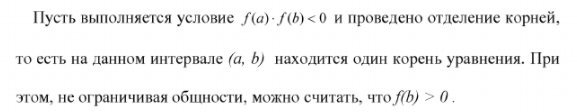 Пусть выполняется условие f(a)·f(b)<0 и проведено отделение корней,
то есть на данном интервале (a, b) находится один корень уравнения. При
этом, не ограничивая общности, можно считать, что f(b) > 0 .